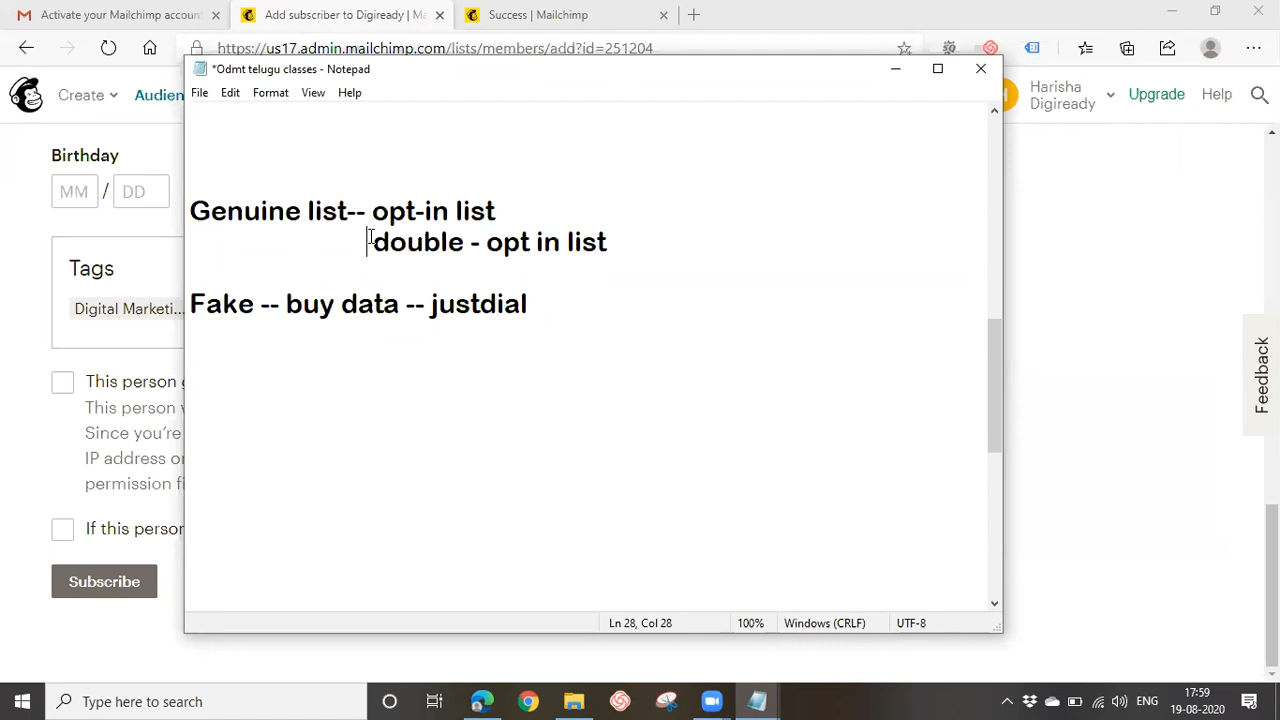 Activate your Mailchimp accoun
Add subscriber to Digiready | Ma
Success | Mailchimp
https://us17.admin.mailchimp.com/lists/members/add?id=251204
*Odmt telugu classes - Notepad
File Edit Format View Help
Create
Audien
Harisha
Digiready
Upgrade
Help
Birthday
MM / DD
Genuine list-- opt-in list
double - opt in list
Fake -- buy data -- justdial
Tags
Digital Marketi...
This person g
This person w
Since you're
IP address or
permission fi
If this person
Subscribe
Feedback
Ln 28, Col 28
100%
Windows (CRLF)
UTF-8
Type here to search
ENG
17:59
19-08-2020